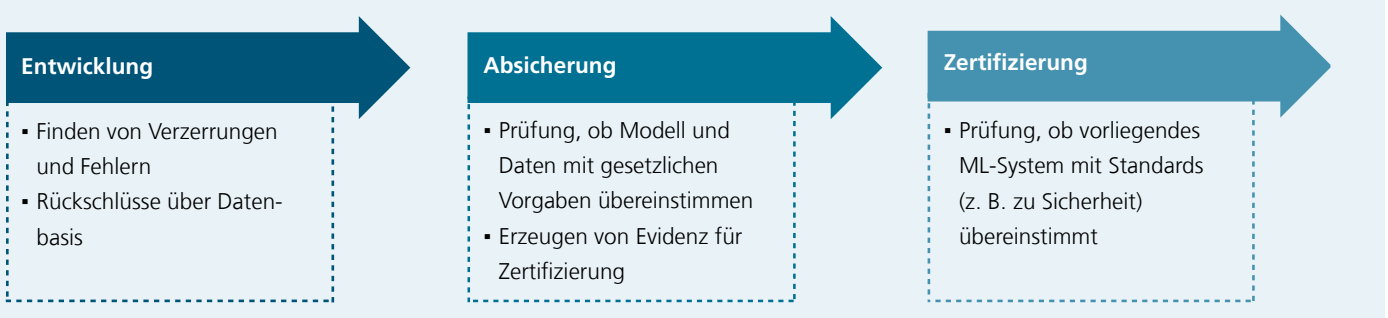 Entwicklung
▪ Finden von Verzerrungen
und Fehlern
▪ Rückschlüsse über Daten-
basis
Absicherung
▪ Prüfung, ob Modell und
Daten mit gesetzlichen
Vorgaben übereinstimmen
▪ Erzeugen von Evidenz für
Zertifizierung
Zertifizierung
▪ Prüfung, ob vorliegendes
ML-System mit Standards
(z. B. zu Sicherheit)
übereinstimmt